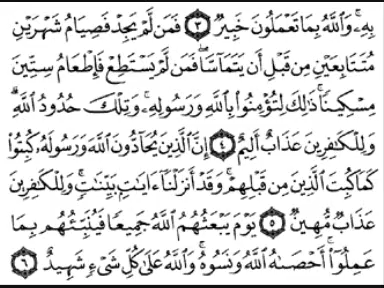 بِهِۦۚ وَٱللَّهُ بِمَا تَعْمَلُونَ خَبِيرٌ ۝٣ فَمَن لَّمْ يَجِدْ فَصِيَامُ شَهْرَيْنِ
مُتَتَابِعَيْنِ مِن قَبْلِ أَن يَتَمَآسَّاۖ فَمَن لَّمْ يَسْتَطِعْ فَإِطْعَامُ سِتِّينَ
مِسْكِينًاۚ ذَٰلِكَ لِتُؤْمِنُوا۟ بِٱللَّهِ وَرَسُولِهِۦۚ وَتِلْكَ حُدُودُ ٱللَّهِۗ
وَلِلْكَٰفِرِينَ عَذَابٌ أَلِيمٌ ۝٤ إِنَّ ٱلَّذِينَ يُحَآدُّونَ ٱللَّهَ وَرَسُولَهُۥ كُبِتُوا۟
كَمَا كُبِتَ ٱلَّذِينَ مِن قَبْلِهِمْۚ وَقَدْ أَنزَلْنَآ ءَايَٰتٍۭ بَيِّنَٰتٍۚ وَلِلْكَٰفِرِينَ
عَذَابٌ مُّهِينٌ ۝٥ يَوْمَ يَبْعَثُهُمُ ٱللَّهُ جَمِيعًا فَيُنَبِّئُهُم بِمَا
عَمِلُوٓا۟ۚ أَحْصَىٰهُ ٱللَّهُ وَنَسُوهُۚ وَٱللَّهُ عَلَىٰ كُلِّ شَىْءٍ شَهِيدٌ ۝٦